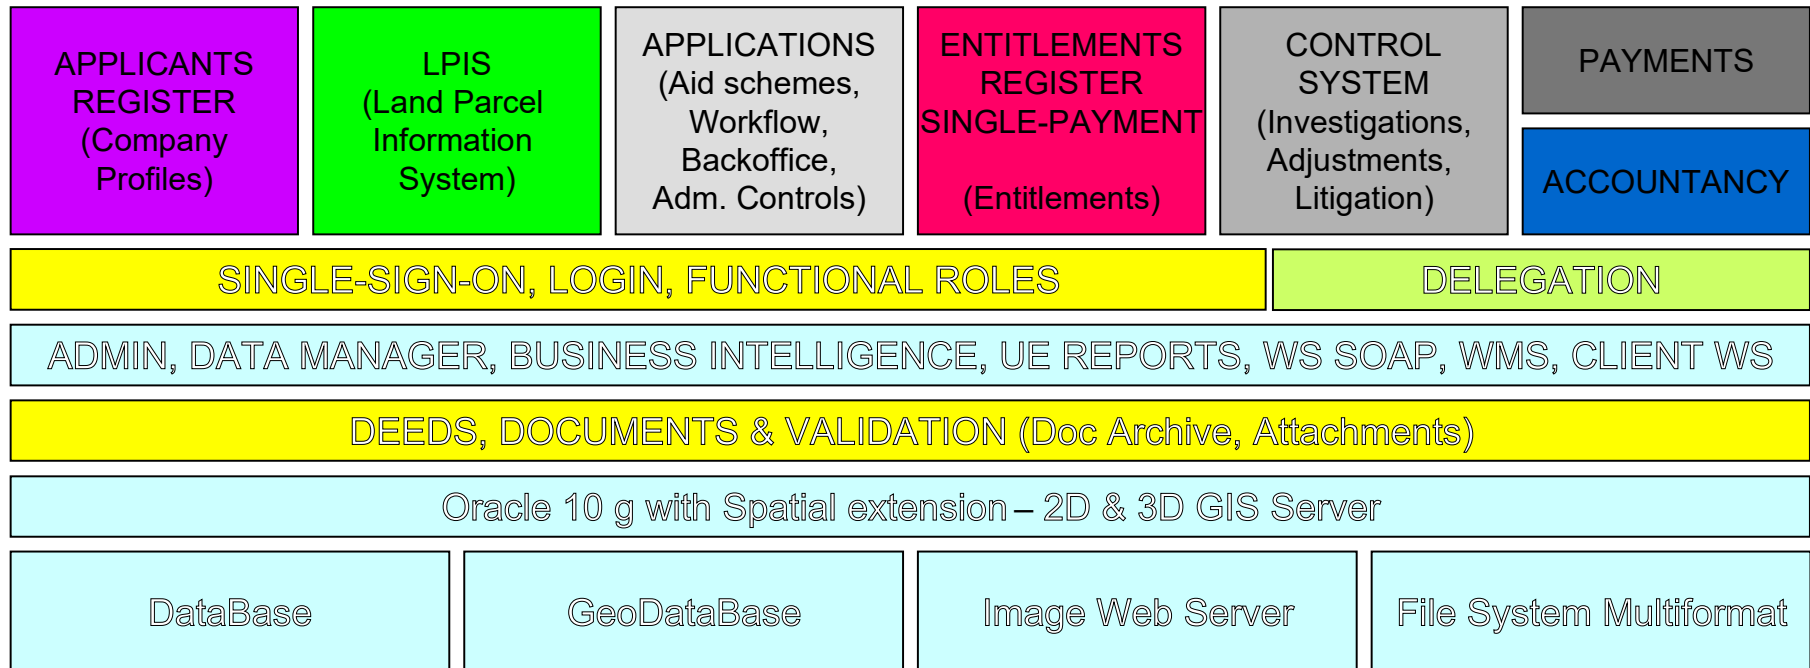 APPLICANTS
REGISTER
(Company
Profiles)
LPIS
(Land Parcel
Information
System)
APPLICATIONS
(Aid schemes,
Workflow,
Backoffice,
Adm. Controls)
ENTITLEMENTS
REGISTER
SINGLE-PAYMENT
(Entitlements)
CONTROL
SYSTEM
(Investigations,
Adjustments,
Litigation)
PAYMENTS
ACCOUNTANCY
SINGLE-SIGN-ON, LOGIN, FUNCTIONAL ROLES
DELEGATION
ADMIN, DATA MANAGER, BUSINESS INTELLIGENCE, UE REPORTS, WS SOAP, WMS, CLIENT WS
DEEDS, DOCUMENTS & VALIDATION (Doc Archive, Attachments)
Oracle 10 g with Spatial extension – 2D & 3D GIS Server
DataBase
GeoDataBase
Image Web Server
File System Multiformat